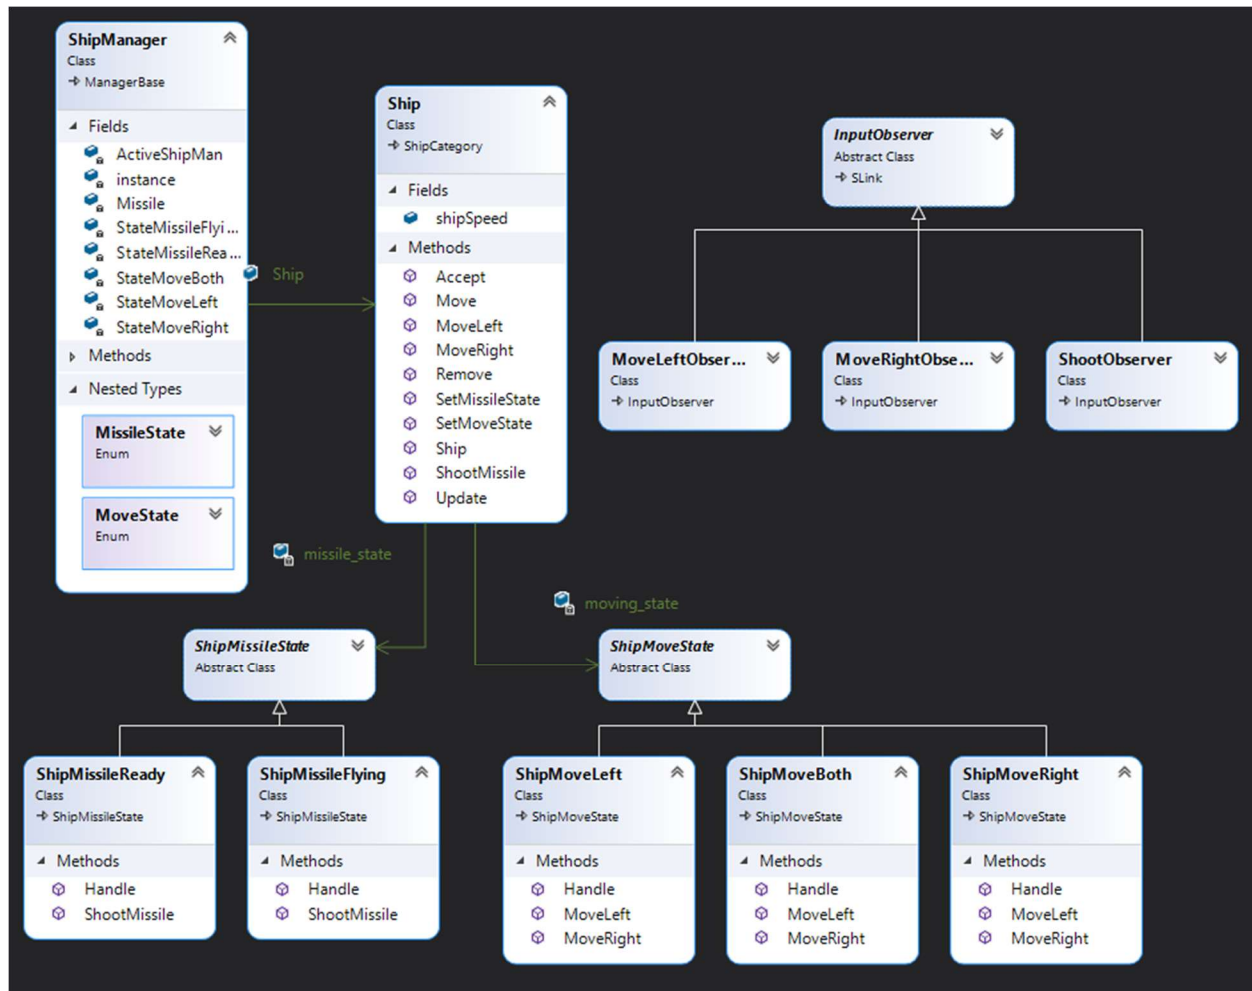 ShipManager
Class
ManagerBase
Fields
ActiveShipMan
instance
Missile
StateMissileFlyi...
StateMissileRea...
StateMoveBoth
StateMoveLeft
StateMoveRight
Methods
Nested Types
MissileState
Enum
MoveState
Enum
Ship
Ship
Class
ShipCategory
Fields
shipSpeed
Methods
Accept
Move
MoveLeft
MoveRight
Remove
SetMissileState
SetMoveState
Ship
ShootMissile
Update
InputObserver
Abstract Class
SLink
MoveLeftObser...
Class
InputObserver
MoveRightObse...
Class
InputObserver
ShootObserver
Class
InputObserver
missile_state
moving_state
ShipMissileState
Abstract Class
ShipMoveState
Abstract Class
ShipMissileReady
Class
ShipMissileState
Methods
Handle
ShootMissile
ShipMissileFlying
Class
ShipMissileState
Methods
Handle
ShootMissile
ShipMoveLeft
Class
ShipMoveState
Methods
Handle
MoveLeft
MoveRight
ShipMoveBoth
Class
ShipMoveState
Methods
Handle
MoveLeft
MoveRight
ShipMoveRight
Class
ShipMoveState
Methods
Handle
MoveLeft
MoveRight